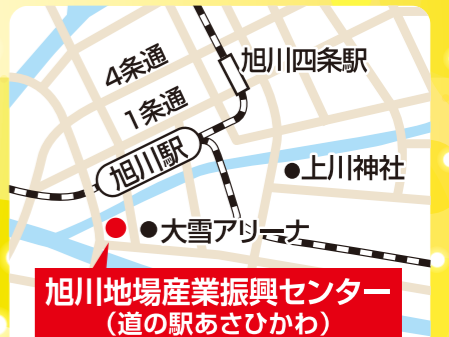 4条通
旭川四条駅
1条通
旭川駅
上川神社
大雪アリーナ
旭川地場産業振興センター
（道の駅あさひかわ）